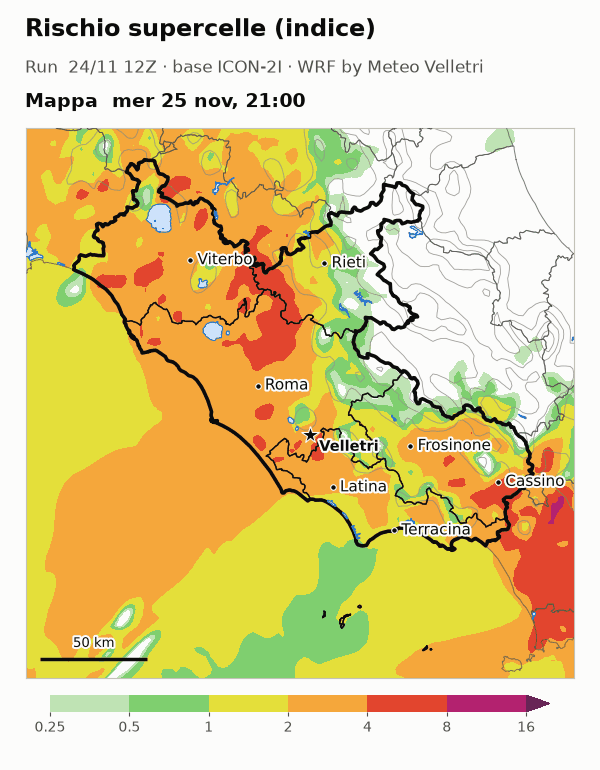 Rischio supercelle (indice)
Run 24/11 12Z · base ICON-2I · WRF by Meteo Velletri
Mappa mer 25 nov, 21:00
Viterbo
Rieti
Roma
Velletri
Frosinone
Cassino
Latina
Terracina
50 km
0.25 0.5 1 2 4 8 16